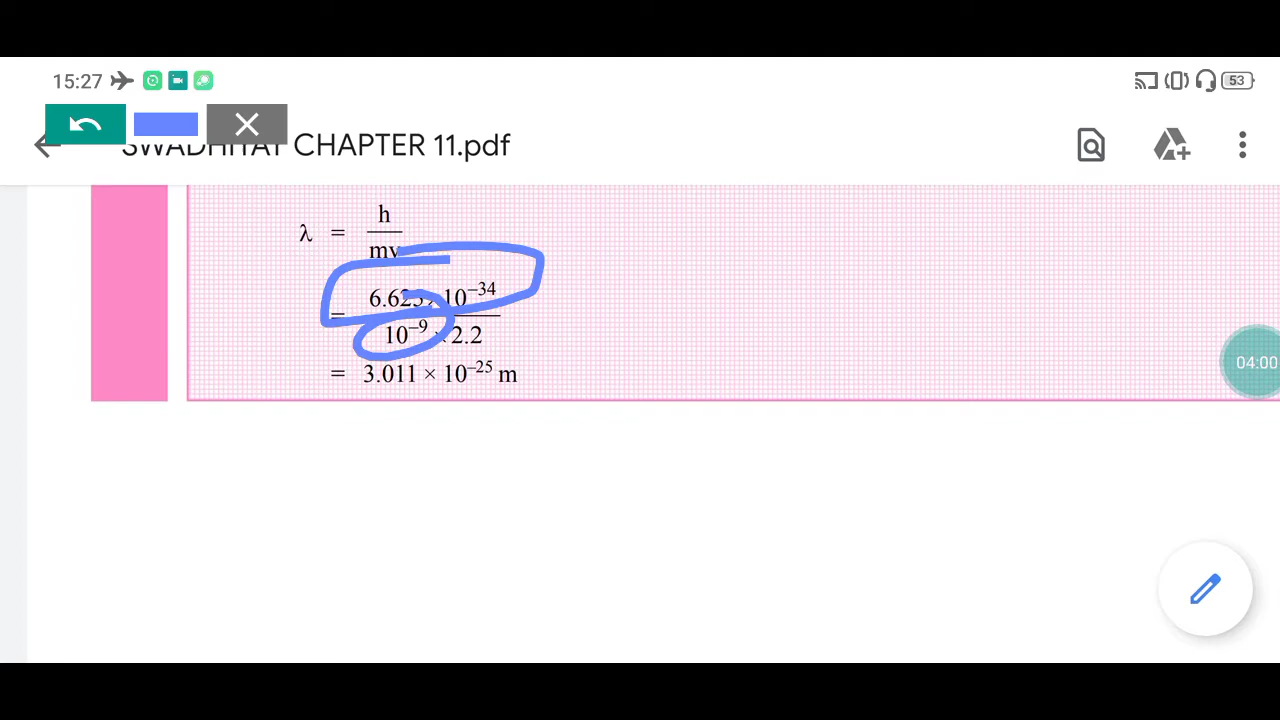 15:27 53
SWADHYAY CHAPTER 11.pdf
λ = h / mv
= 6.625 × 10⁻³⁴ / 10⁻⁹ × 2.2
= 3.011 × 10⁻²⁵ m
04:00